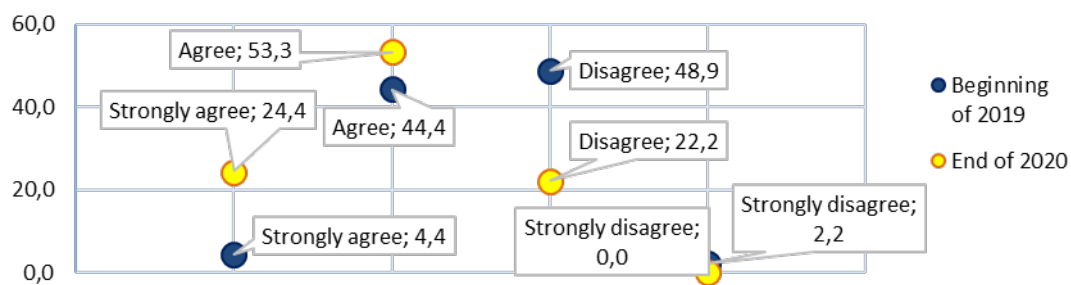 60,0
40,0
20,0
0,0
Agree; 53,3
Strongly agree; 24,4
Agree; 44,4
Strongly agree; 4,4
Disagree; 48,9
Disagree; 22,2
Strongly disagree;
0,0
Strongly disagree;
2,2
Beginning
of 2019
End of 2020